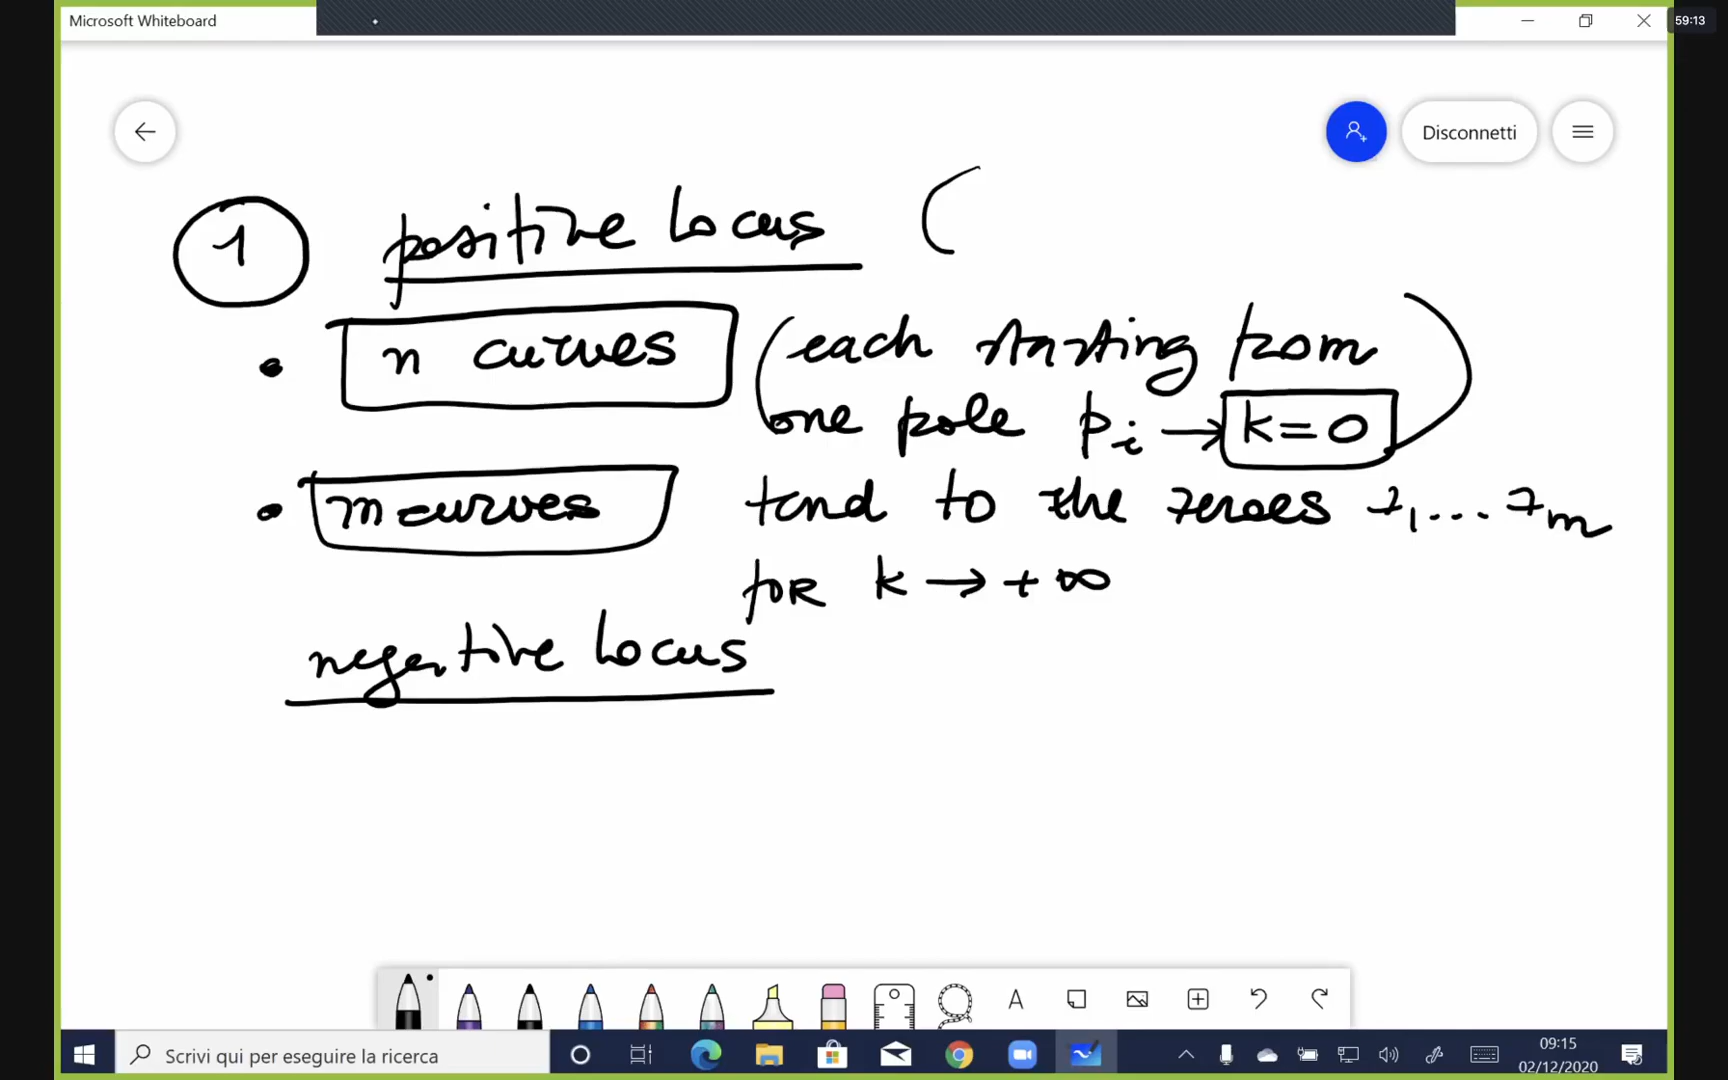 Microsoft Whiteboard
59:13
Disconnetti
1 positive locus (
• n curves (each starting from
one pole pi → k=0)
• m curves tend to the zeroes z1....zm
for k → +∞
negative locus
A
Scrivi qui per eseguire la ricerca
09:15
02/12/2020